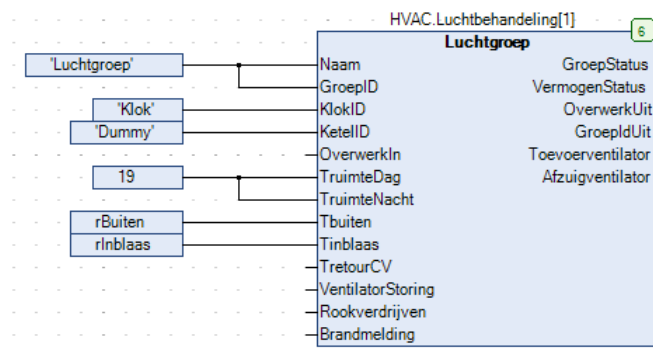 HVAC.Luchtbehandeling[1]
6
Luchtgroep
'Luchtgroep' Naam GroepStatus
GroepID VermogenStatus
'Klok' KlokID OverwerkUit
'Dummy' KetelID GroepIdUit
OverwerkIn Toevoerventilator
19 TruimteDag Afzuigventilator
TruimteNacht
rBuiten Tbuiten
rInblaas Tinblaas
TretourCV
VentilatorStoring
Rookverdrijven
Brandmelding